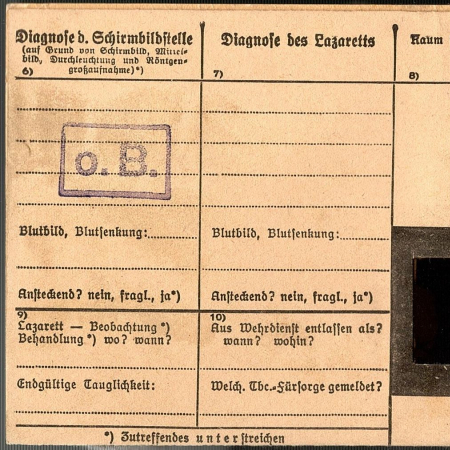 Diagnose d. Schirmbildstelle
(auf Grund von Schirmbild, Mittel-
bild, Durchleuchtung und Röntgen-
großaufnahme)*)
6)
o. B.
Blutbild, Blutsenkung:
Ansteckend? nein, fragl., ja*)
Diagnose des Lazaretts
7)
Blutbild, Blutsenkung:
Ansteckend? nein, fragl., ja*)
Raum
8)
9)
Lazarett — Beobachtung*)
Behandlung*) wo? wann?
Endgültige Tauglichkeit:
10)
Aus Wehrdienst entlassen als?
wann? wohin?
Welch. Tbc.-Fürsorge gemeldet?
*) Zutreffendes unterstreichen